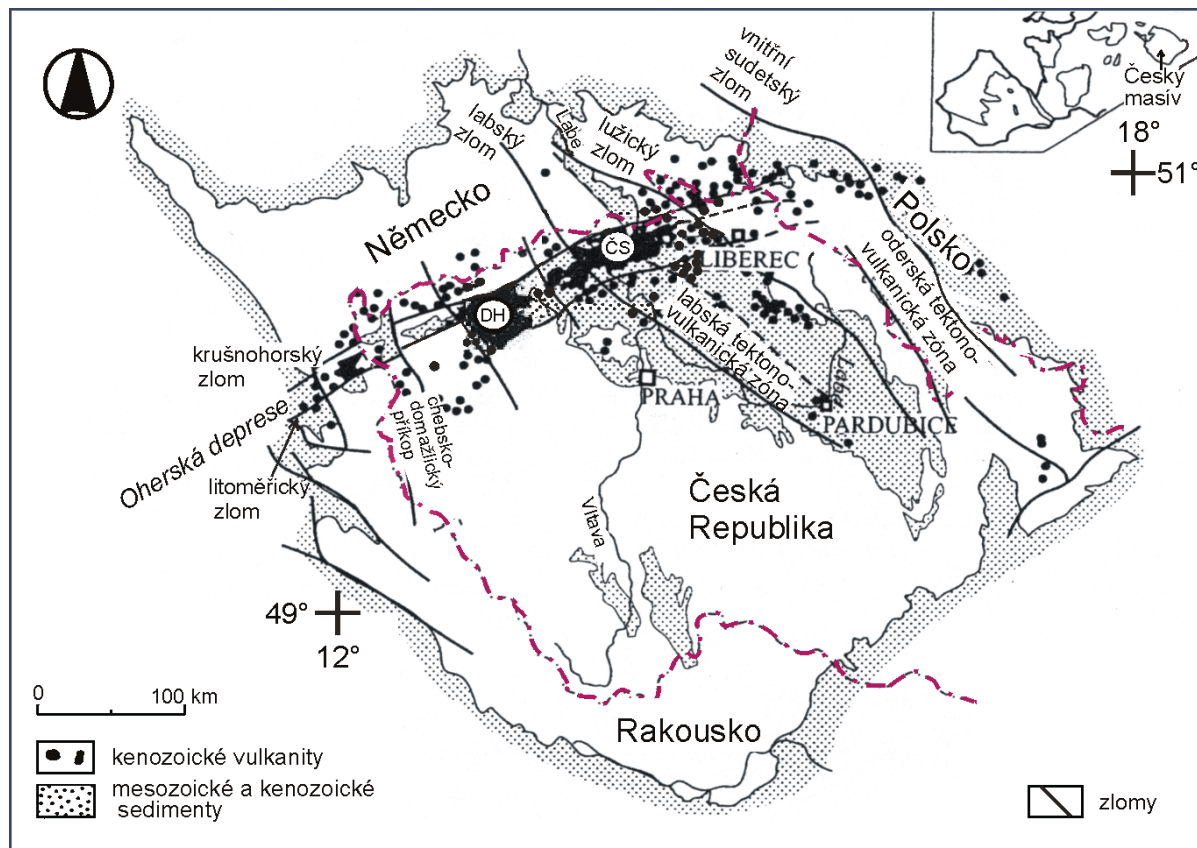 vnitřní
sudetský
zlom
Český
masív
18°
51°
labský
zlom
Labe
lužický
zlom
Německo
Polsko
ČS
LIBEREC
oderská tektono-
vulkanická zóna
DH
labská tektono-
vulkanická zóna
Labe
krušnohorský
zlom
PRAHA
PARDUBICE
chebsko-
domažlický
příkop
Oherská deprese
litoměřický
zlom
Česká
Republika
Vltava
49°
12°
0 100 km
Rakousko
kenozoické vulkanity
mesozoické a kenozoické
sedimenty
zlomy